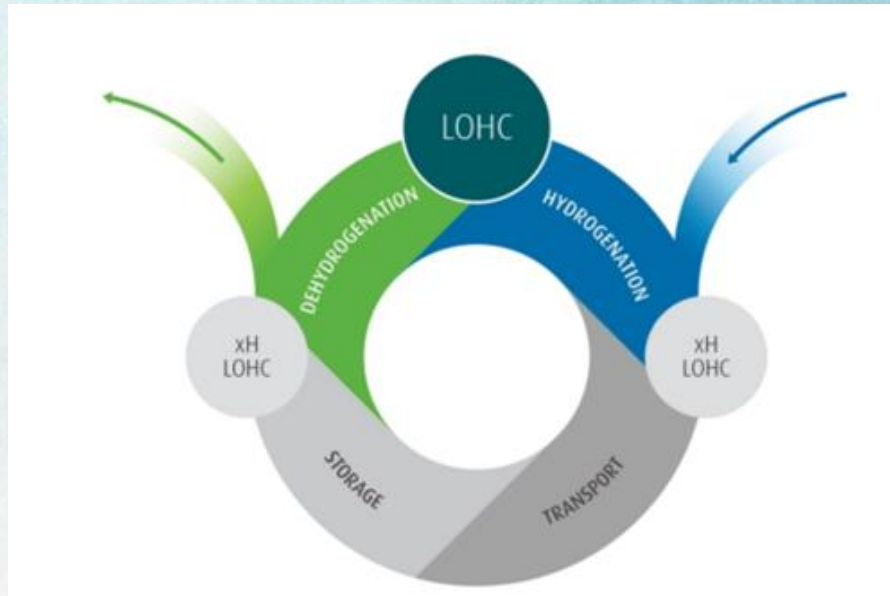 LOHC
DEHYDROGENATION
HYDROGENATION
xH
LOHC
xH
LOHC
STORAGE
TRANSPORT